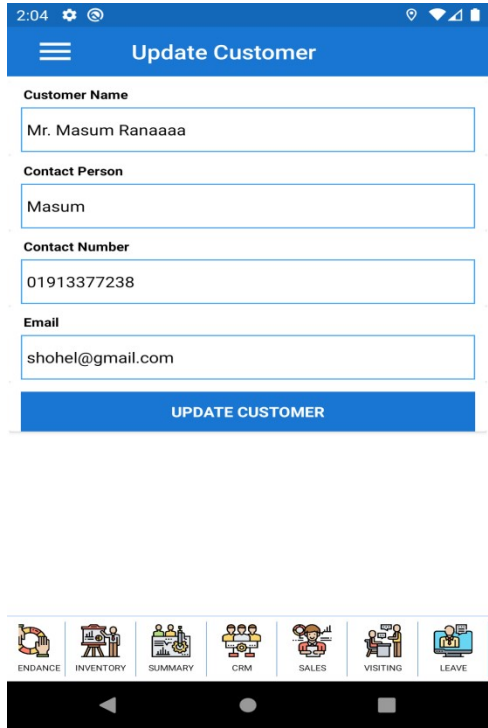 2:04
Update Customer
Customer Name
Mr. Masum Ranaaaa
Contact Person
Masum
Contact Number
01913377238
Email
shohel@gmail.com
UPDATE CUSTOMER
ENDANCE INVENTORY SUMMARY CRM SALES VISITING LEAVE